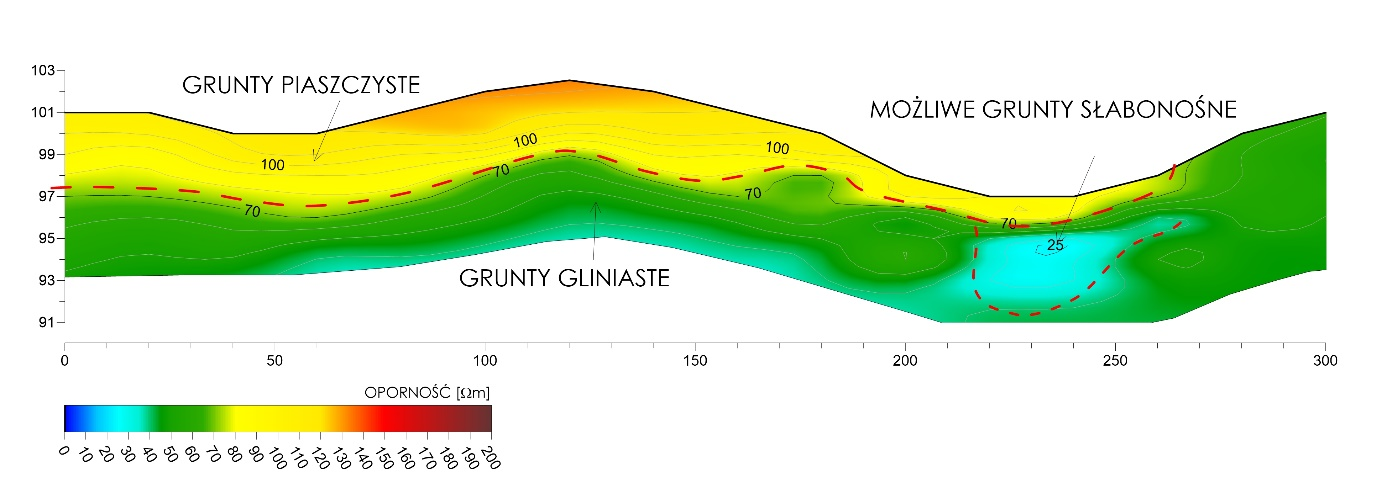 103
GRUNTY PIASZCZYSTE
101
MOŻLIWE GRUNTY SŁABONOŚNE
99
100
100
100
70
97
70
70
70
95
25
93
GRUNTY GLINIASTE
91
0 50 100 150 200 250 300
OPORNOŚĆ [Ωm]
0 10 20 30 40 50 60 70 80 90 100 110 120 130 140 150 160 170 180 190 200